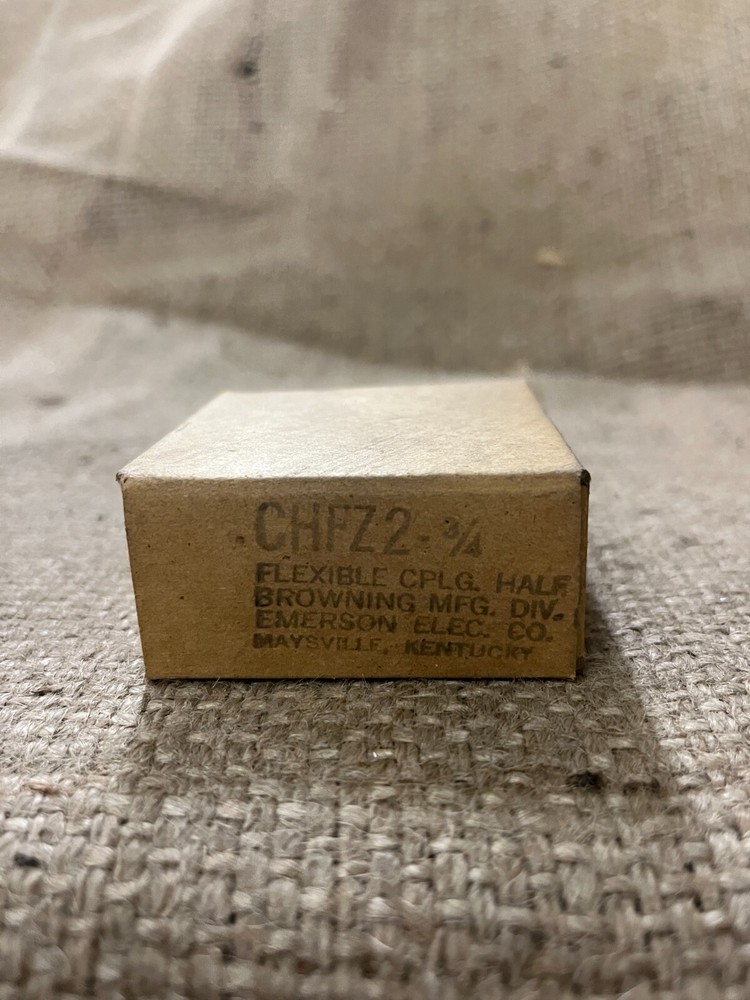 CHFZ2-¾
FLEXIBLE CPLG. HALF
BROWNING MFG. DIV.
EMERSON ELEC. CO.
MAYSVILLE, KENTUCKY